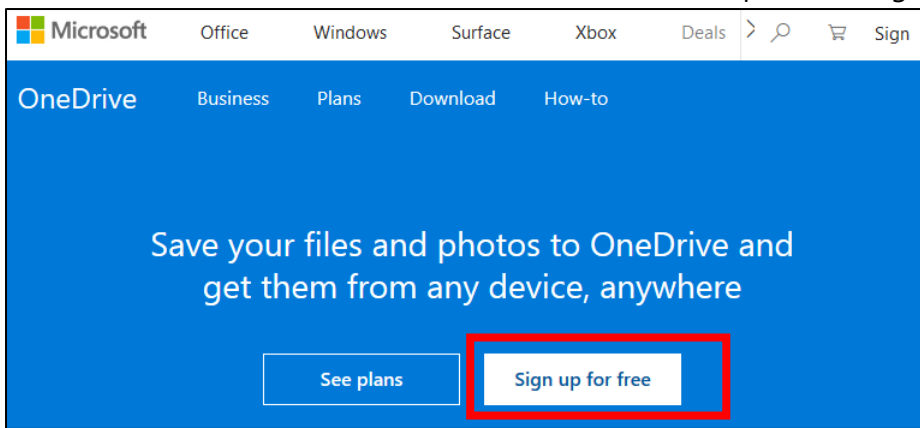 Microsoft Office Windows Surface Xbox Deals Sign
OneDrive Business Plans Download How-to
Save your files and photos to OneDrive and
get them from any device, anywhere
See plans Sign up for free